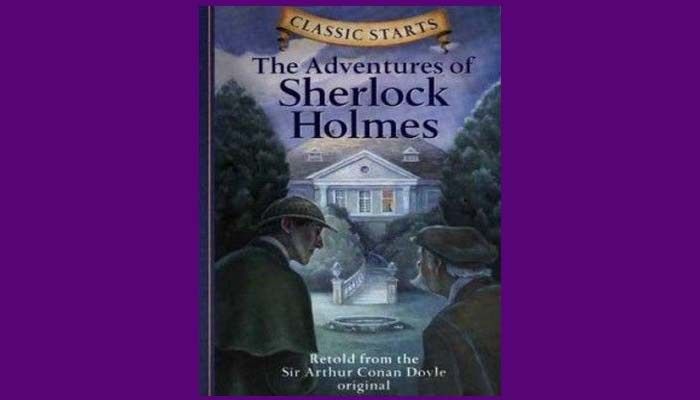 CLASSIC STARTS
The Adventures of
Sherlock
Holmes
Retold from the
Sir Arthur Conan Doyle
original